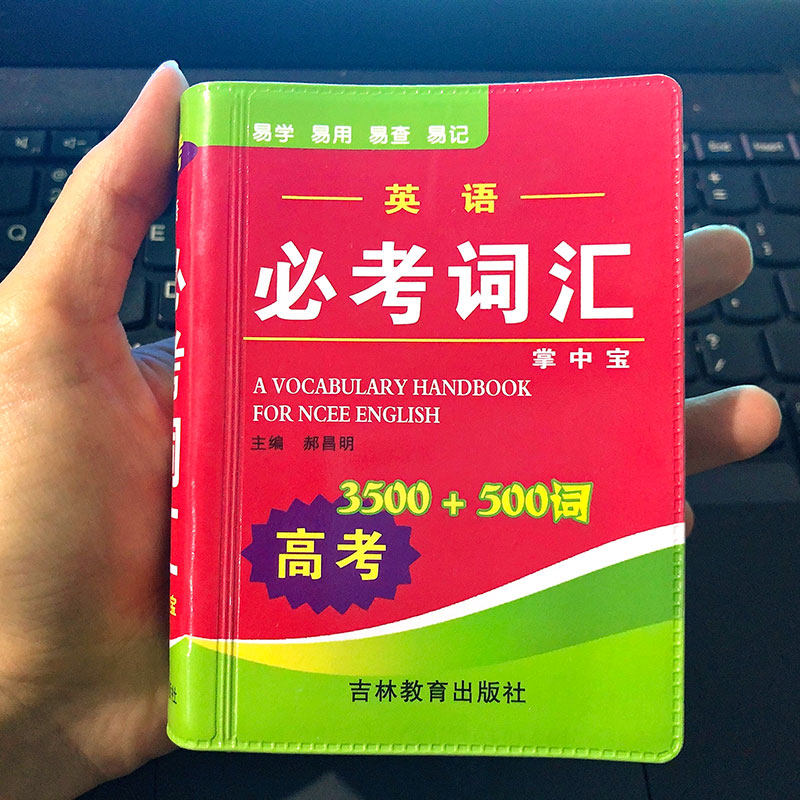 易学 易用 易查 易记
英语
必考词汇
掌中宝
A VOCABULARY HANDBOOK
FOR NCEE ENGLISH
主编 郝昌明
3500 + 500词
高考
吉林教育出版社
Insert
Q
E